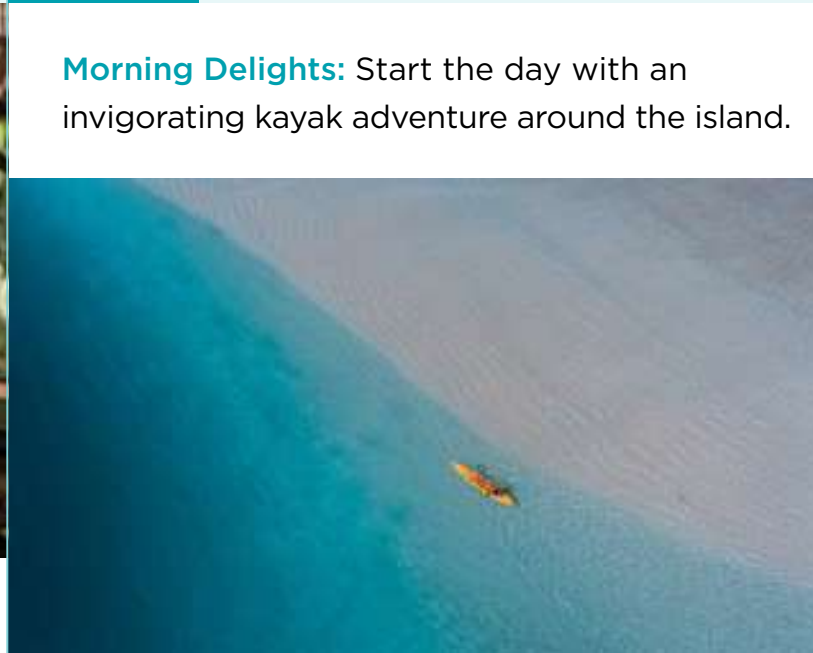 Morning Delights: Start the day with an
invigorating kayak adventure around the island.